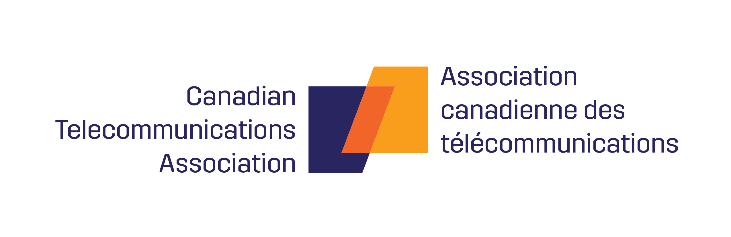 Canadian
Telecommunications
Association
Association
canadienne des
télécommunications